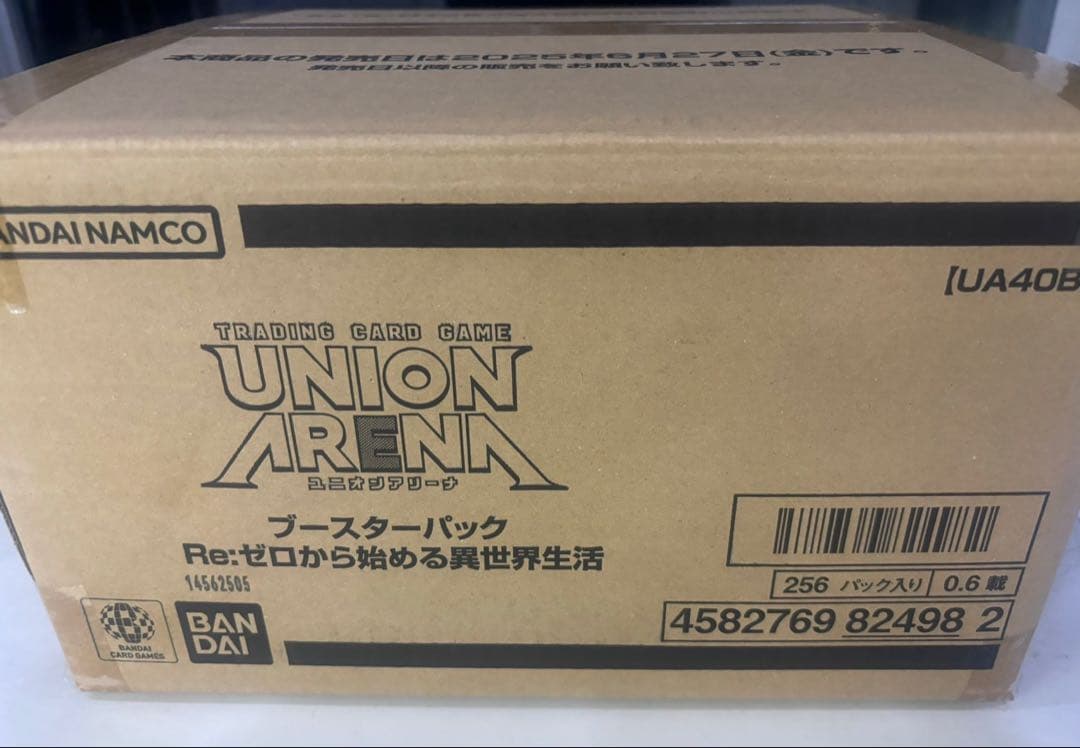 本商品の発売日は2025年6月27日(金)です。
発売日以降の販売をお願い致します。
BANDAI NAMCO
【UA40B
TRADING CARD GAME
UNION
ARENA
ユニオンアリーナ
ブースターパック
Re:ゼロから始める異世界生活
14562505
256 パック入り 0.6 載
4582769 82498 2
BANDAI
CARD GAMES
BAN
DAI